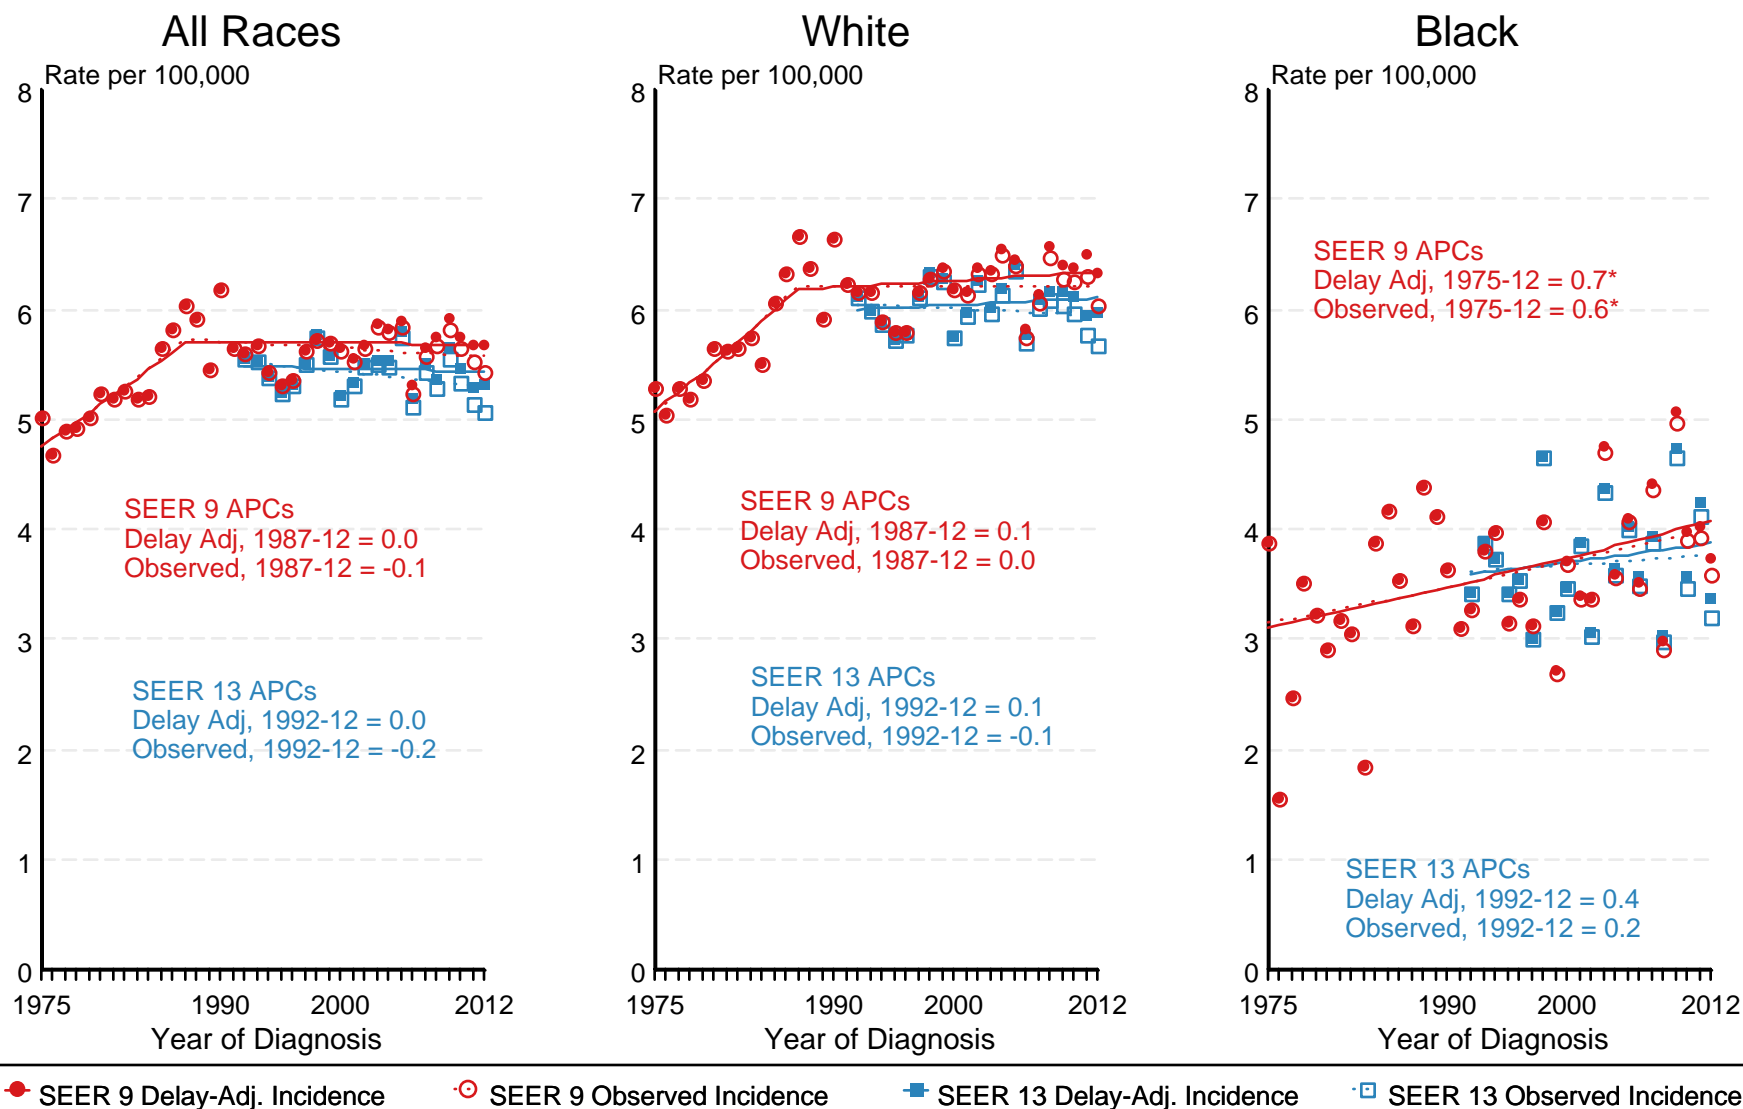 All Races
White
Black
Rate per 100,000
Rate per 100,000
Rate per 100,000
8
7
6
5
4
3
2
1
0
SEER 9 APCs
Delay Adj, 1987-12 = 0.0
Observed, 1987-12 = -0.1
SEER 13 APCs
Delay Adj, 1992-12 = 0.0
Observed, 1992-12 = -0.2
1975
1990
2000
2012
Year of Diagnosis
8
7
6
5
4
3
2
1
0
SEER 9 APCs
Delay Adj, 1987-12 = 0.1
Observed, 1987-12 = 0.0
SEER 13 APCs
Delay Adj, 1992-12 = 0.1
Observed, 1992-12 = -0.1
1975
1990
2000
2012
Year of Diagnosis
8
7
6
5
4
3
2
1
0
SEER 9 APCs
Delay Adj, 1975-12 = 0.7*
Observed, 1975-12 = 0.6*
SEER 13 APCs
Delay Adj, 1992-12 = 0.4
Observed, 1992-12 = 0.2
1975
1990
2000
2012
Year of Diagnosis
SEER 9 Delay-Adj. Incidence
SEER 9 Observed Incidence
SEER 13 Delay-Adj. Incidence
SEER 13 Observed Incidence